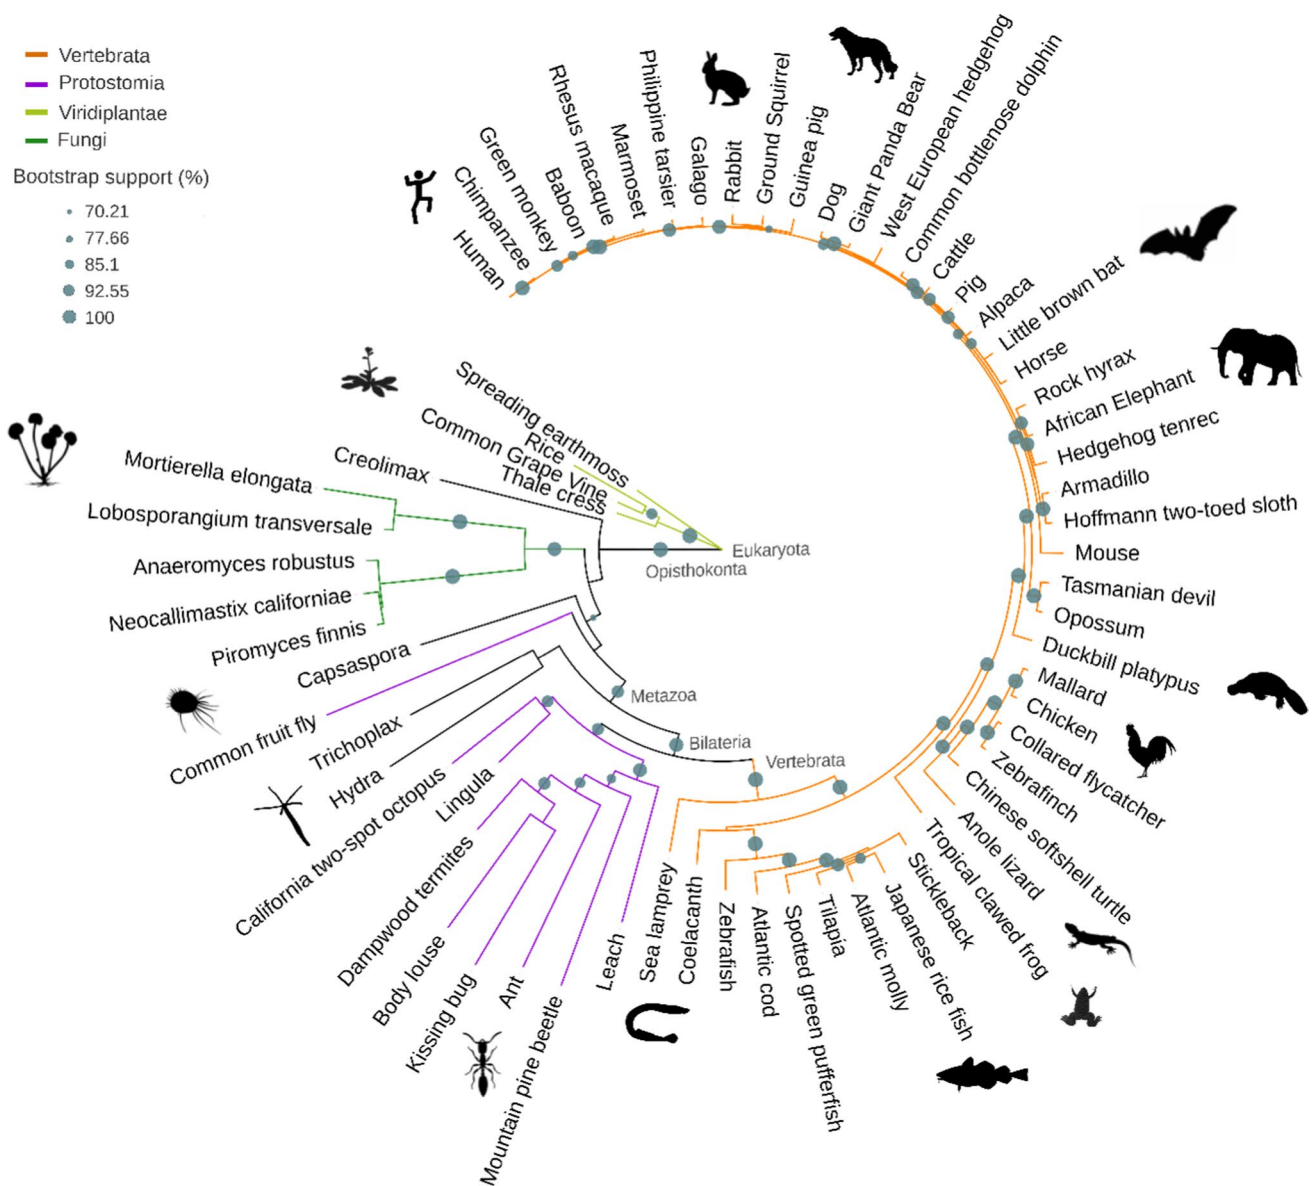 Vertebrata
Protostomia
Viridiplantae
Fungi
Bootstrap support (%)
70.21
77.66
85.1
92.55
100
Human
Chimpanzee
Green monkey
Baboon
Rhesus macaque
Marmoset
Philippine tarsier
Galago
Rabbit
Ground Squirrel
Guinea pig
Dog
Giant Panda Bear
West European hedgehog
Common bottlenose dolphin
Cattle
Pig
Alpaca
Little brown bat
Horse
Rock hyrax
African Elephant
Hedgehog tenrec
Armadillo
Hoffmann two-toed sloth
Mouse
Tasmanian devil
Opossum
Duckbill platypus
Mallard
Chicken
Collared flycatcher
Zebrafinch
Chinese softshell turtle
Anole lizard
Tropical clawed frog
Stickleback
Japanese rice fish
Atlantic molly
Tilapia
Spotted green pufferfish
Atlantic cod
Zebrafish
Coelacanth
Sea lamprey
Leach
Mountain pine beetle
Ant
Kissing bug
Body louse
Dampwood termites
Lingula
California two-spot octopus
Hydra
Trichoplax
Common fruit fly
Capsaspora
Piromyces finnis
Neocallimastix californiae
Anaeromyces robustus
Lobosporangium transversale
Mortierella elongata
Creolimax
Thale cress
Common Grape Vine
Rice
Spreading earthmoss
Eukaryota
Opisthokonta
Metazoa
Bilateria
Vertebrata